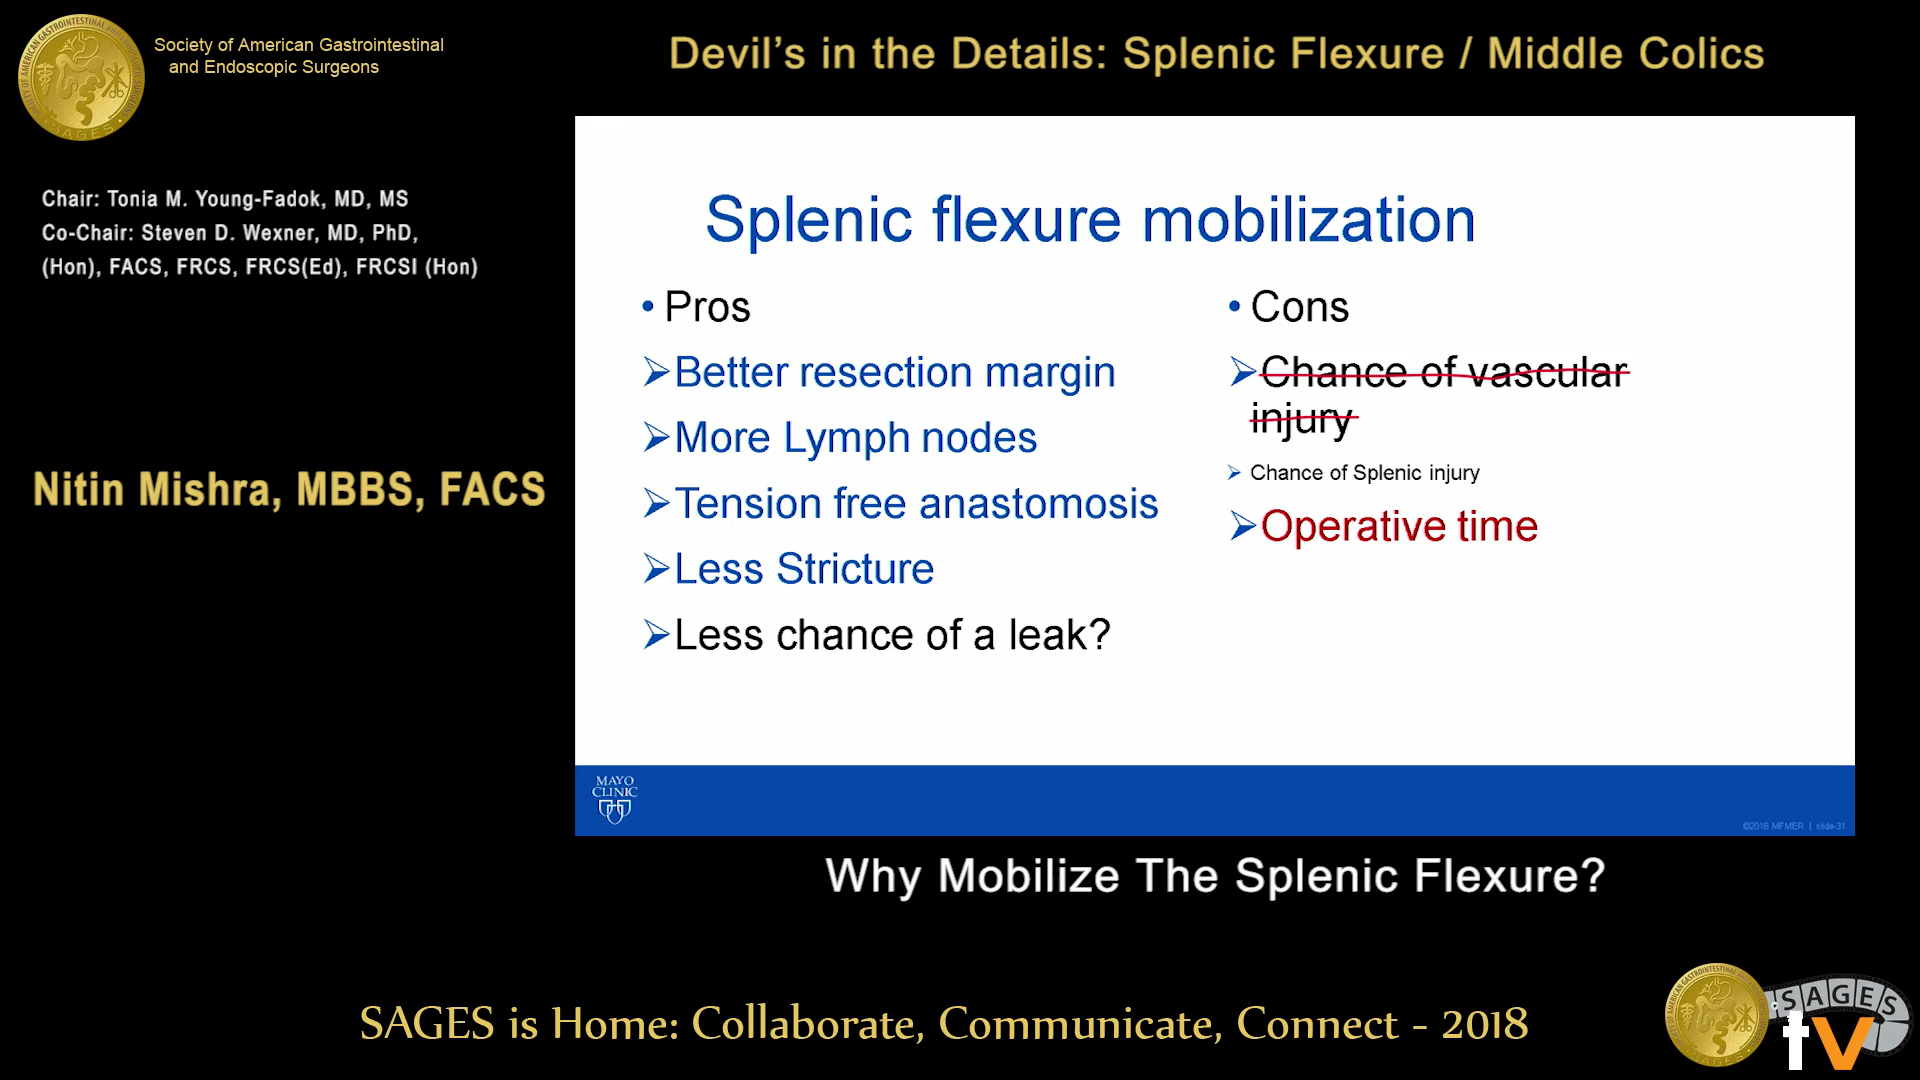 Society of American Gastrointestinal
and Endoscopic Surgeons
Devil's in the Details: Splenic Flexure / Middle Colics
Chair: Tonia M. Young-Fadok, MD, MS
Co-Chair: Steven D. Wexner, MD, PhD,
(Hon), FACS, FRCS, FRCS(Ed), FRCSI (Hon)
Nitin Mishra, MBBS, FACS
Splenic flexure mobilization
• Pros
➢Better resection margin
➢More Lymph nodes
➢Tension free anastomosis
➢Less Stricture
➢Less chance of a leak?
• Cons
➢Chance of vascular
injury
➢ Chance of Splenic injury
➢Operative time
MAYO
CLINIC
©2016 MFMER | slide-31
Why Mobilize The Splenic Flexure?
SAGES is Home: Collaborate, Communicate, Connect - 2018
SAGES
tv